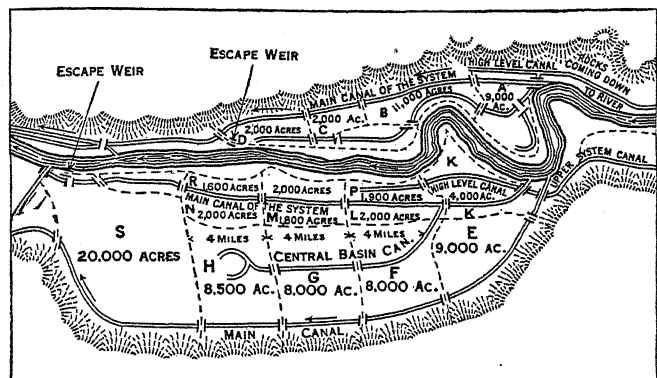 ESCAPE WEIR
ESCAPE WEIR
MAIN CANAL OF THE SYSTEM
HIGH LEVEL CANAL
ROCKS
COMING DOWN
TO RIVER
A
9,000
AC.
B
11,000 ACRES
2,000 AC.
C
2,000 ACRES
D
K
UPPER SYSTEM CANAL
R 1,600 ACRES
2,000 ACRES
P
1,900 ACRES
HIGH LEVEL CANAL
4,000 AC.
MAIN CANAL OF THE SYSTEM
N 2,000 ACRES
M 1,800 ACRES
L 2,000 ACRES
K
S
20,000 ACRES
4 MILES
4 MILES
4 MILES
CENTRAL BASIN CAN.
E
9,000 AC.
H
8,500 AC.
G
8,000 AC.
F
8,000 AC.
MAIN CANAL